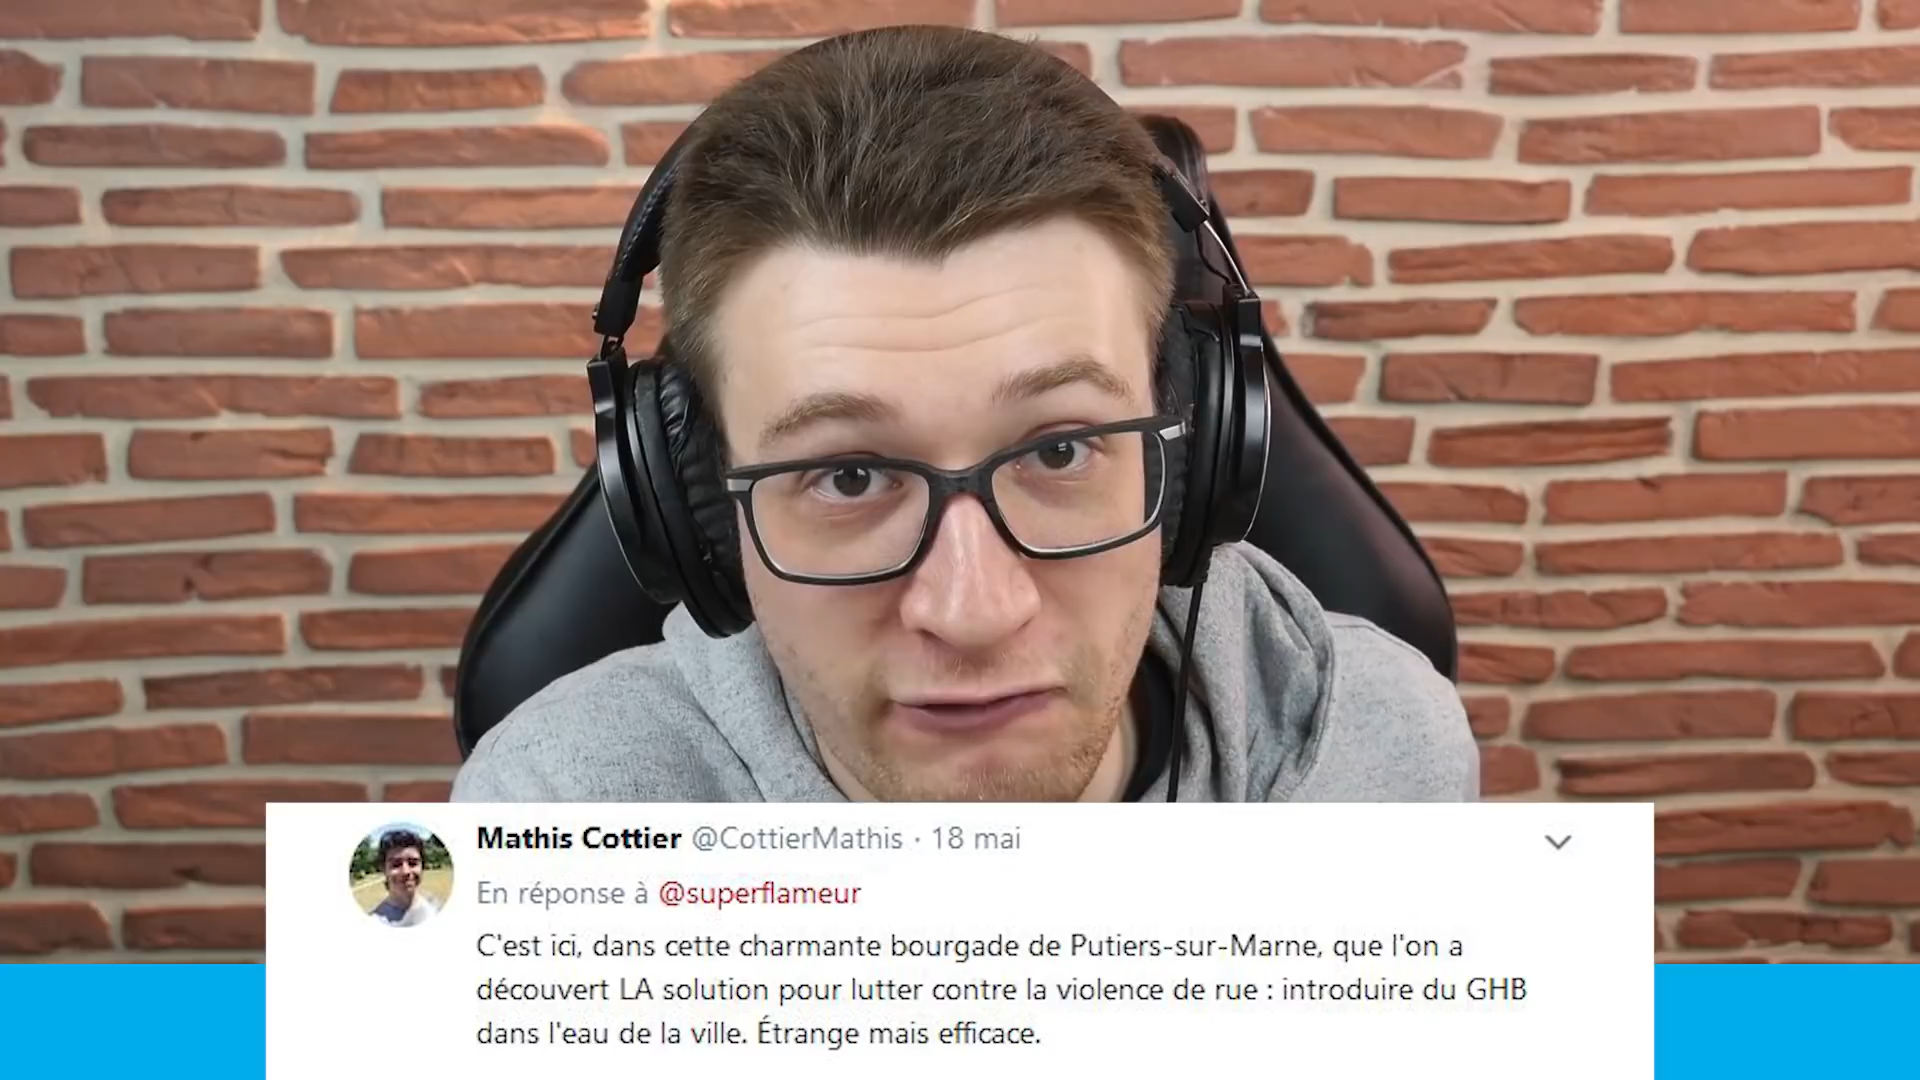 Mathis Cottier @CottierMathis · 18 mai
En réponse à @superflameur
C'est ici, dans cette charmante bourgade de Putiers-sur-Marne, que l'on a
découvert LA solution pour lutter contre la violence de rue : introduire du GHB
dans l'eau de la ville. Étrange mais efficace.